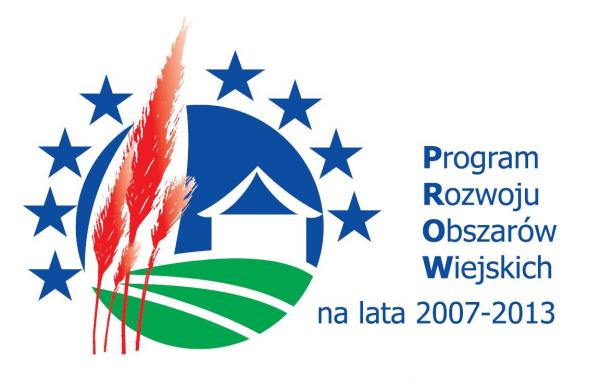 Program
Rozwoju
Obszarów
Wiejskich
na lata 2007-2013